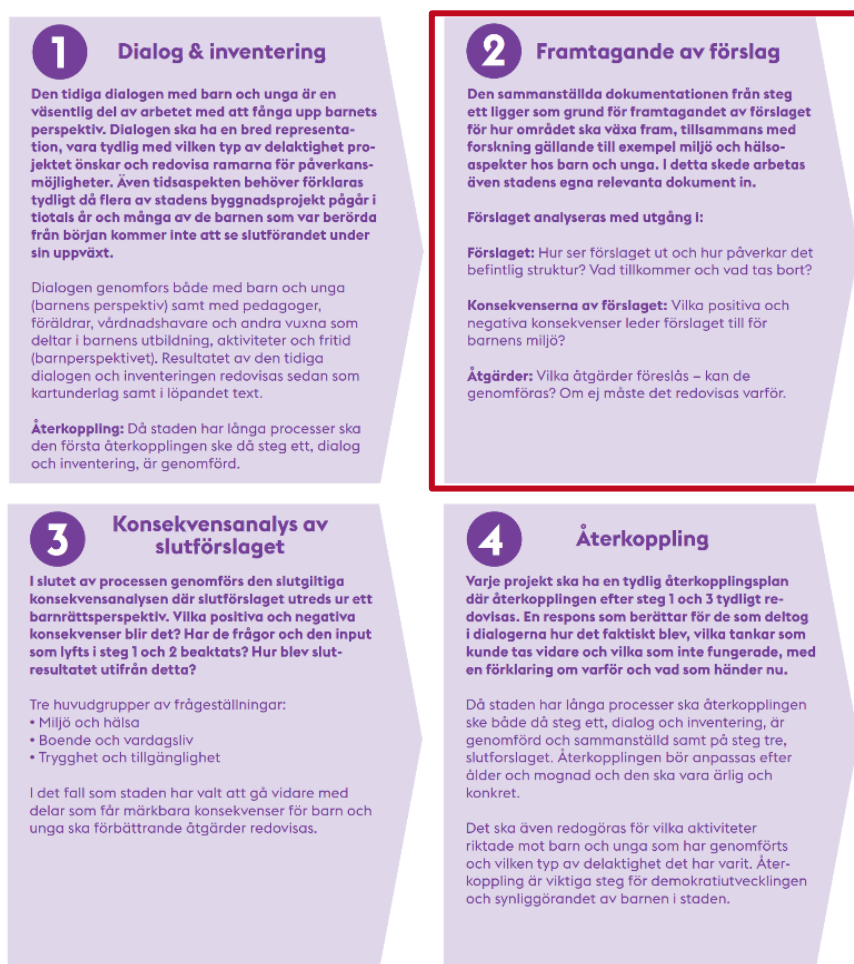 1
Dialog & inventering
Den tidiga dialogen med barn och unga är en
väsentlig del av arbetet med att fånga upp barnets
perspektiv. Dialogen ska ha en bred representa-
tion, vara tydlig med vilken typ av delaktighet pro-
jektet önskar och redovisa ramarna för påverkans-
möjligheter. Även tidsaspekten behöver förklaras
tydligt då flera av stadens byggnadsprojekt pågår i
tiotals år och många av de barnen som var berörda
från början kommer inte att se slutförandet under
sin uppväxt.
Dialogen genomförs både med barn och unga
(barnens perspektiv) samt med pedagoger,
föräldrar, vårdnadshavare och andra vuxna som
deltar i barnens utbildning, aktiviteter och fritid
(barnperspektivet). Resultatet av den tidiga
dialogen och inventeringen redovisas sedan som
kartunderlag samt i löpandet text.
Återkoppling: Då staden har långa processer ska
den första återkopplingen ske då steg ett, dialog
och inventering, är genomförd.
2
Framtagande av förslag
Den sammanställda dokumentationen från steg
ett ligger som grund för framtagandet av förslaget
för hur området ska växa fram, tillsammans med
forskning gällande till exempel miljö och hälso-
aspekter hos barn och unga. I detta skede arbetas
även stadens egna relevanta dokument in.
Förslaget analyseras med utgång i:
Förslaget: Hur ser förslaget ut och hur påverkar det
befintlig struktur? Vad tillkommer och vad tas bort?
Konsekvenserna av förslaget: Vilka positiva och
negativa konsekvenser leder förslaget till för
barnens miljö?
Åtgärder: Vilka åtgärder föreslås – kan de
genomföras? Om ej måste det redovisas varför.
3
Konsekvensanalys av
slutförslaget
I slutet av processen genomförs den slutgiltiga
konsekvensanalysen där slutförslaget utreds ur ett
barnrättsperspektiv. Vilka positiva och negativa
konsekvenser blir det? Har de frågor och den input
som lyfts i steg 1 och 2 beaktats? Hur blev slut-
resultatet utifrån detta?
Tre huvudgrupper av frågeställningar:
• Miljö och hälsa
• Boende och vardagsliv
• Trygghet och tillgänglighet
I det fall som staden har valt att gå vidare med
delar som får märkbara konsekvenser för barn och
unga ska förbättrande åtgärder redovisas.
4
Återkoppling
Varje projekt ska ha en tydlig återkopplingsplan
där återkopplingen efter steg 1 och 3 tydligt re-
dovisas. En respons som berättar för de som deltog
i dialogerna hur det faktiskt blev, vilka tankar som
kunde tas vidare och vilka som inte fungerade, med
en förklaring om varför och vad som händer nu.
Då staden har långa processer ska återkopplingen
ske både då steg ett, dialog och inventering, är
genomförd och sammanställd samt på steg tre,
slutforslaget. Återkopplingen bör anpassas efter
ålder och mognad och den ska vara ärlig och
konkret.
Det ska även redogöras för vilka aktiviteter
riktade mot barn och unga som har genomförts
och vilken typ av delaktighet det har varit. Åter-
koppling är viktiga steg för demokratiutvecklingen
och synliggörandet av barnen i staden.